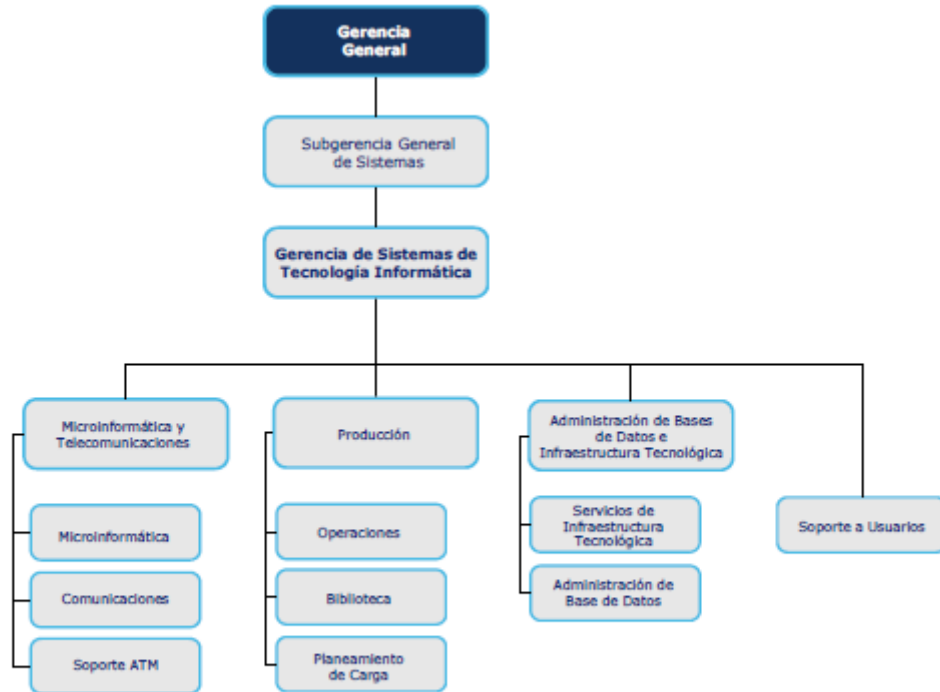 Gerencia
General
Subgerencia General
de Sistemas
Gerencia de Sistemas de
Tecnología Informática
Microinformática y
Telecomunicaciones
Producción
Administración de Bases
de Datos e
Infraestructura Tecnológica
Microinformática
Operaciones
Servicios de
Infraestructura
Tecnológica
Soporte a Usuarios
Comunicaciones
Biblioteca
Administración de
Base de Datos
Soporte ATM
Planeamiento
de Carga